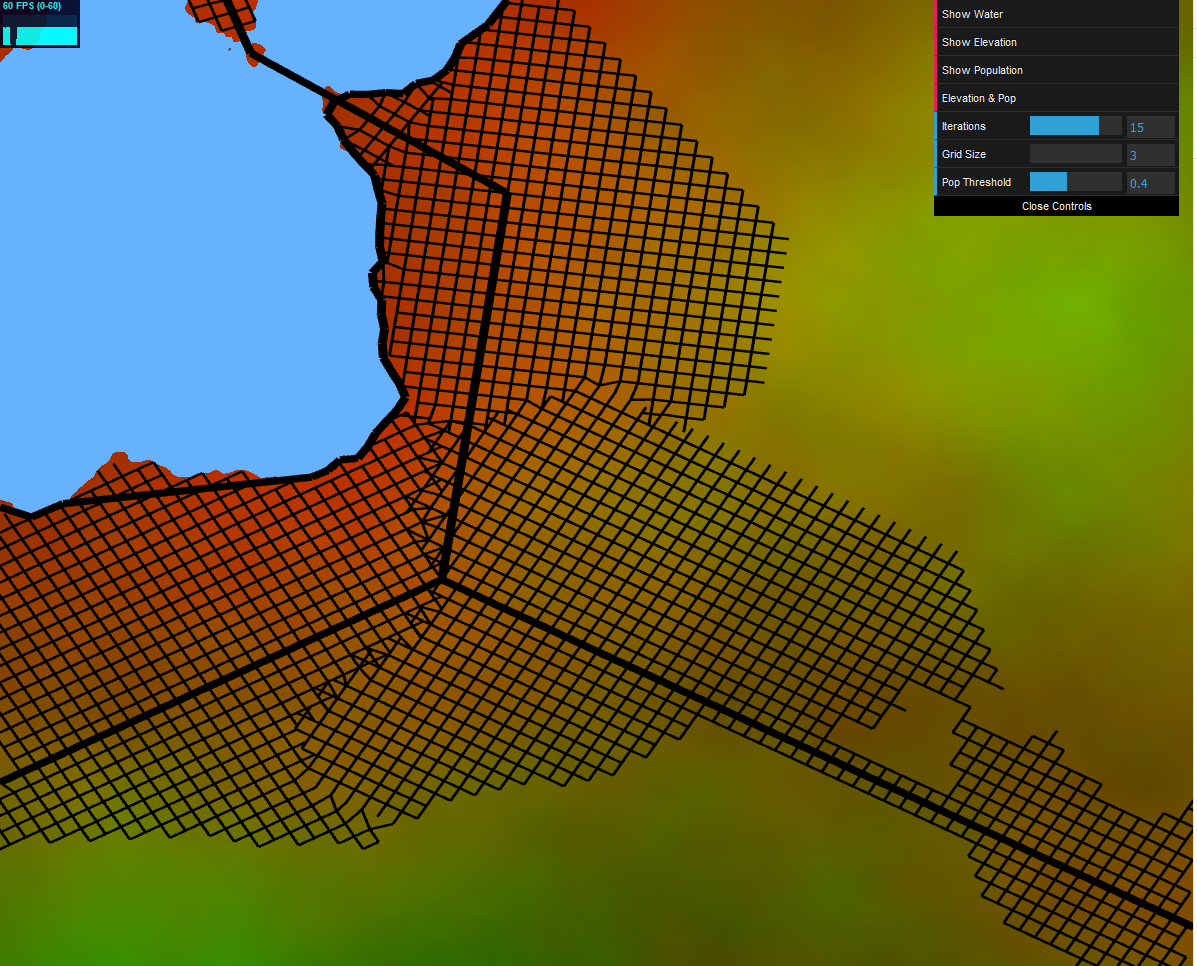 60 FPS (0-60)
Show Water
Show Elevation
Show Population
Elevation & Pop
Iterations 15
Grid Size 3
Pop Threshold 0.4
Close Controls